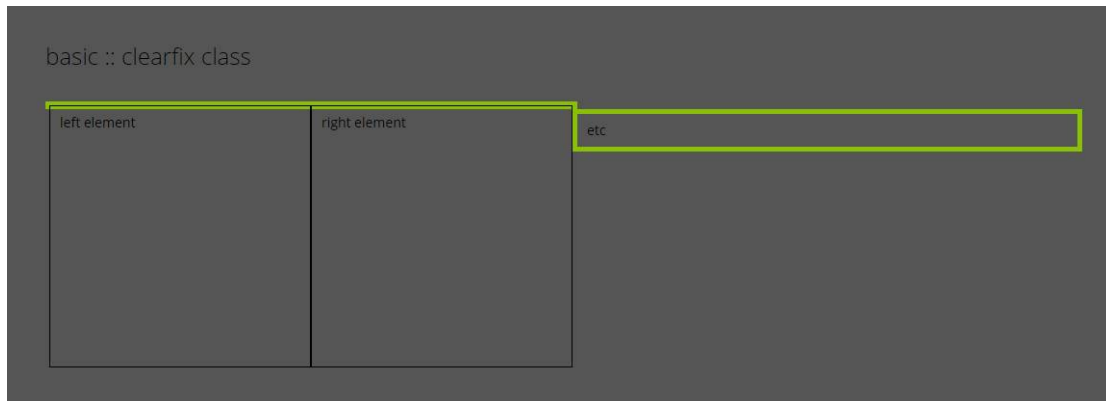 basic :: clearfix class
left element
right element
etc